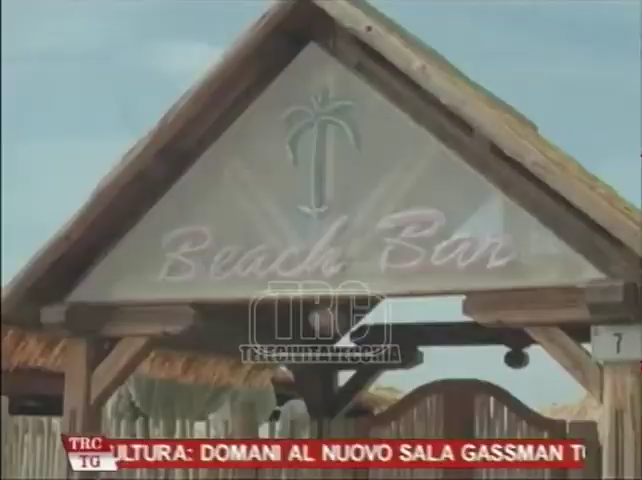 Beach Bar
TRC
TELECIVITAVECCHIA
7
TRC
TG
ULTURA: DOMANI AL NUOVO SALA GASSMAN T